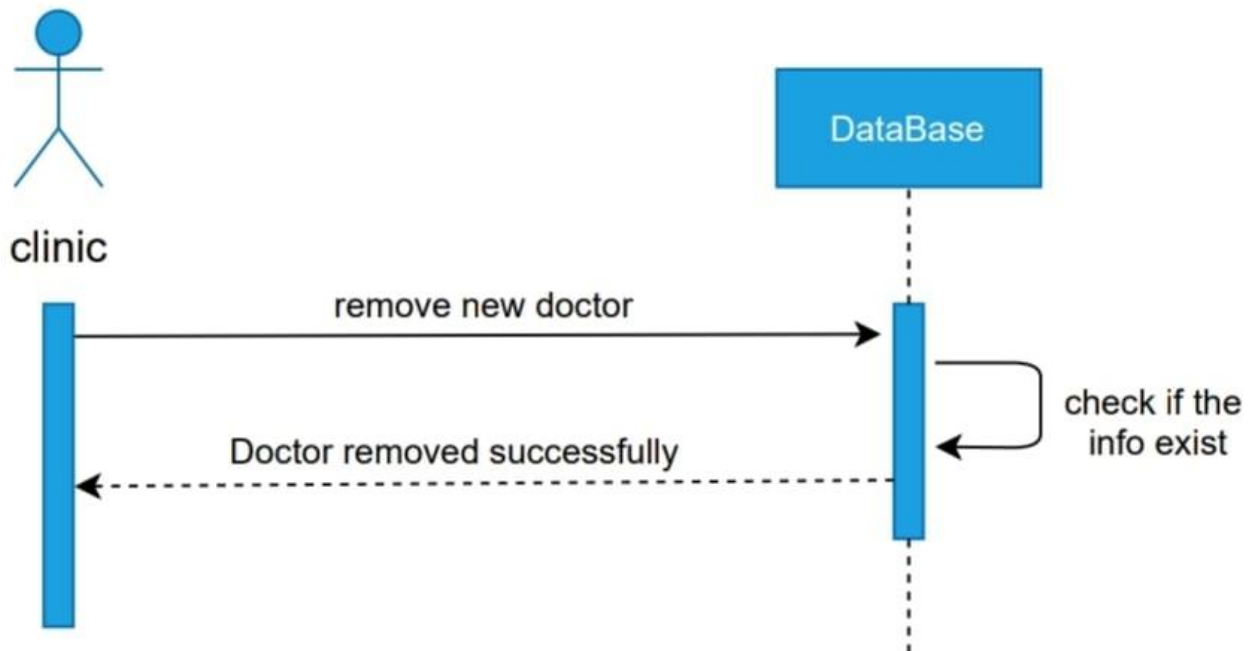 DataBase
clinic
remove new doctor
check if the
info exist
Doctor removed successfully